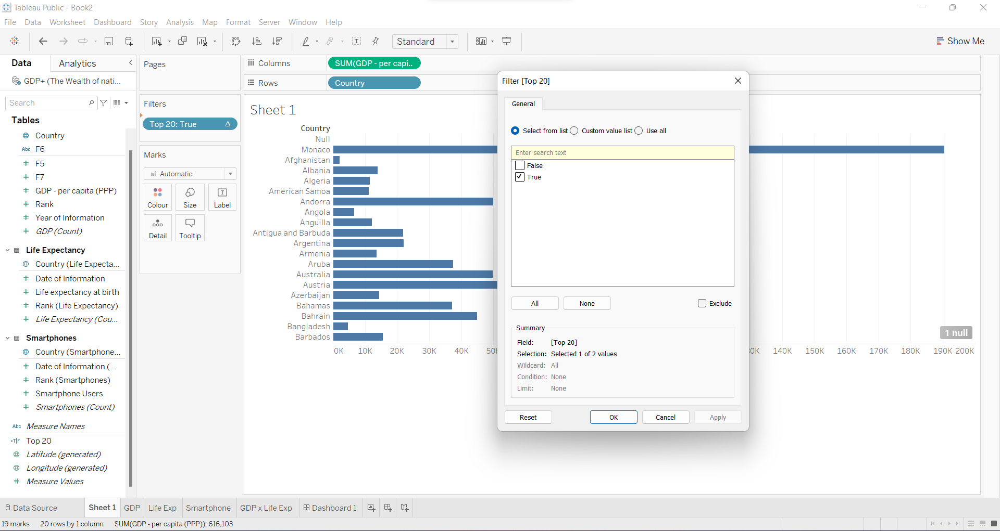 Tableau Public - Book2
File Data Worksheet Dashboard Story Analysis Map Format Server Window Help
Standard
Show Me
Data
Analytics
GDP+ (The Wealth of nati...
Search
Tables
Country
Abc F6
F5
F7
GDP - per capita (PPP)
Rank
Year of Information
GDP (Count)
Life Expectancy
Country (Life Expecta...
Date of Information
Life expectancy at birth
Rank (Life Expectancy)
Life Expectancy (Cou...
Smartphones
Country (Smartphone...
Date of Information (...
Rank (Smartphones)
Smartphone Users
Smartphones (Count)
Abc Measure Names
=T|F Top 20
Latitude (generated)
Longitude (generated)
Measure Values
Pages
Filters
Top 20: True
Marks
Automatic
Colour Size Label
Detail Tooltip
Columns SUM(GDP - per capi..
Rows Country
Sheet 1
Country
Null
Monaco
Afghanistan
Albania
Algeria
American Samoa
Andorra
Angola
Anguilla
Antigua and Barbuda
Argentina
Armenia
Aruba
Australia
Austria
Azerbaijan
Bahamas
Bahrain
Bangladesh
Barbados
0K 10K 20K 30K 40K 140K 150K 160K 170K 180K 190K 200K
1 null
Filter [Top 20]
General
Select from list Custom value list Use all
Enter search text
False
True
All None Exclude
Summary
Field: [Top 20]
Selection: Selected 1 of 2 values
Wildcard: All
Condition: None
Limit: None
Reset OK Cancel Apply
Data Source Sheet 1 GDP Life Exp Smartphone GDP x Life Exp Dashboard 1
19 marks 20 rows by 1 column SUM(GDP - per capita (PPP)): 616,103